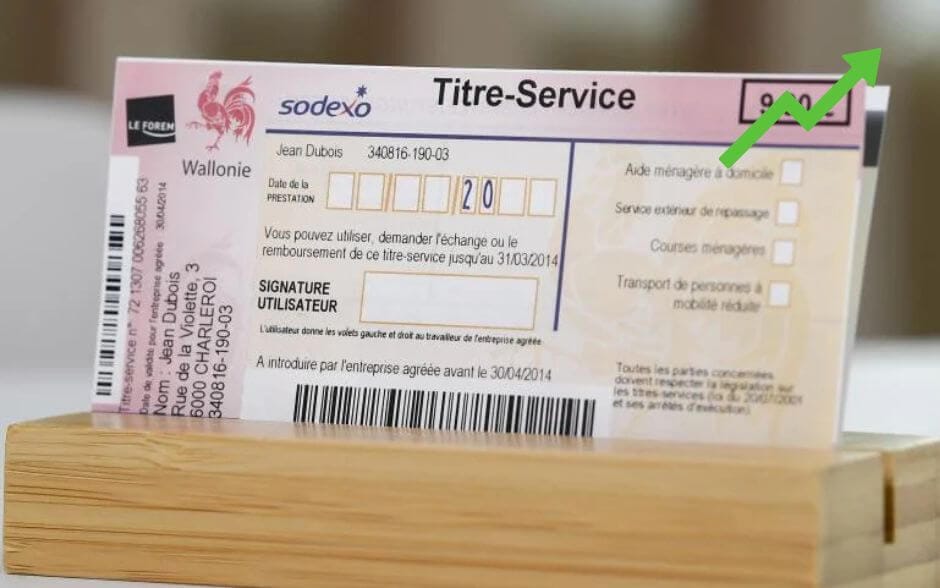 Titre-Service
LE FOREM
sodexo
Wallonie
Jean Dubois 340816-190-03
Date de la
PRESTATION
20
Vous pouvez utiliser, demander l'échange ou le
remboursement de ce titre-service jusqu'au 31/03/2014
SIGNATURE
UTILISATEUR
L'utilisateur donne les volets gauche et droit au travailleur de l'entreprise agréée
A introduire par l'entreprise agréée avant le 30/04/2014
Aide ménagère à domicile
Service extérieur de repassage
Courses ménagères
Transport de personnes à
mobilité réduite
Toutes les parties concernées
doivent respecter la législation sur
les titres-services (loi du 20/07/2001
et ses arrêtés d'exécution)
Titre-service n° 72 1307 006268055 63
Date de validité pour l'entreprise agréée 30/04/2014
Nom : Jean Dubois
Rue de la Violette, 3
6000 CHARLEROI
340816-190-03